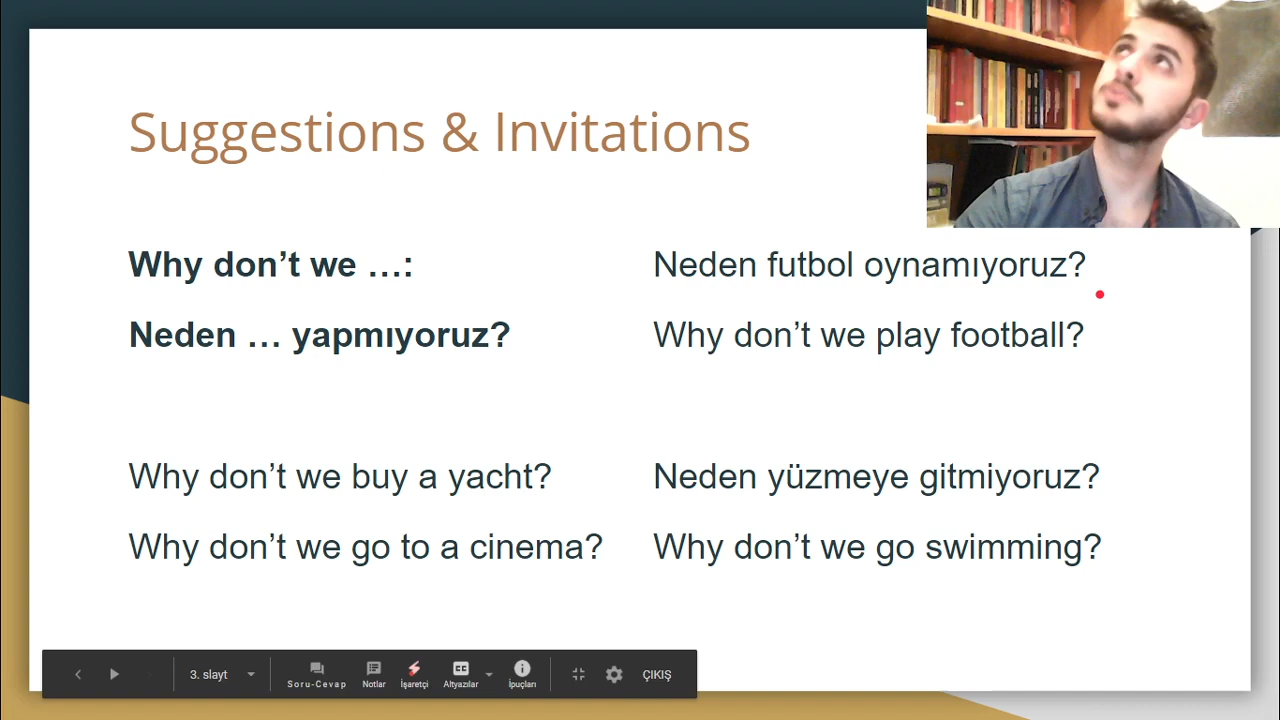 Suggestions & Invitations
Why don’t we …:
Neden … yapmıyoruz?
Why don’t we buy a yacht?
Why don’t we go to a cinema?
Neden futbol oynamıyoruz?
Why don’t we play football?
Neden yüzmeye gitmiyoruz?
Why don’t we go swimming?
3. slayt
Soru-Cevap
Notlar
İşaretçi
CC
Altyazılar
İpuçları
ÇIKIŞ